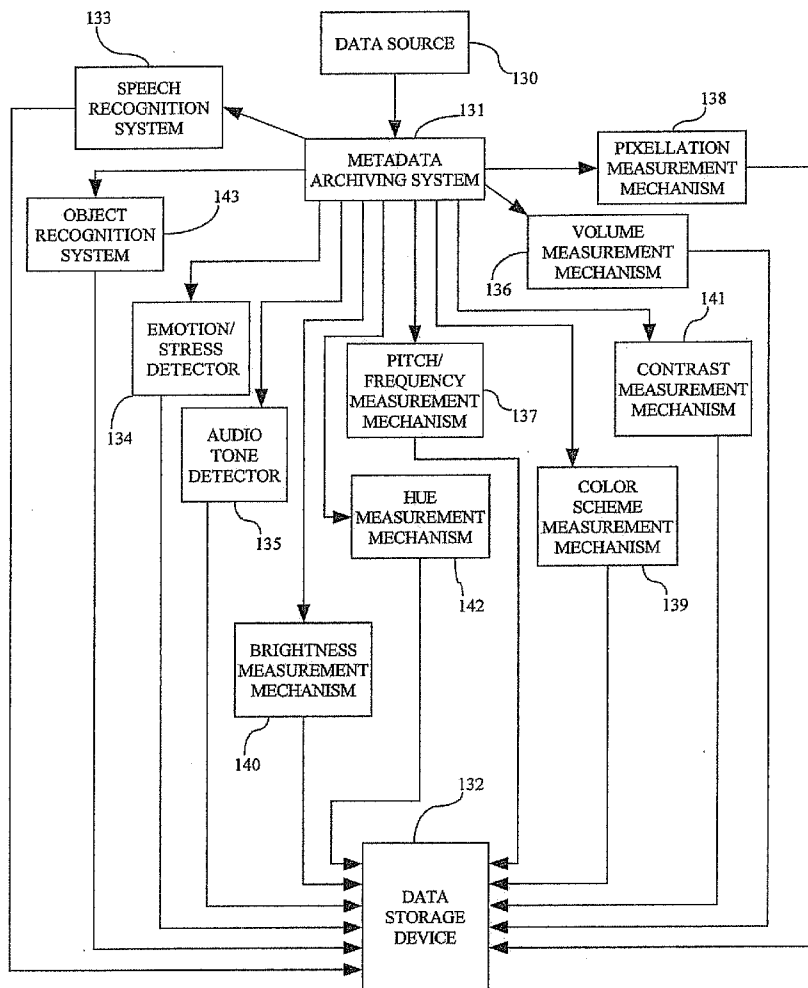 133
DATA SOURCE
130
SPEECH
RECOGNITION
SYSTEM
131
138
METADATA
ARCHIVING SYSTEM
PIXELLATION
MEASUREMENT
MECHANISM
143
OBJECT
RECOGNITION
SYSTEM
VOLUME
MEASUREMENT
MECHANISM
136
EMOTION/
STRESS
DETECTOR
134
141
PITCH/
FREQUENCY
MEASUREMENT
MECHANISM
137
CONTRAST
MEASUREMENT
MECHANISM
AUDIO
TONE
DETECTOR
135
HUE
MEASUREMENT
MECHANISM
142
COLOR
SCHEME
MEASUREMENT
MECHANISM
139
BRIGHTNESS
MEASUREMENT
MECHANISM
140
132
DATA
STORAGE
DEVICE